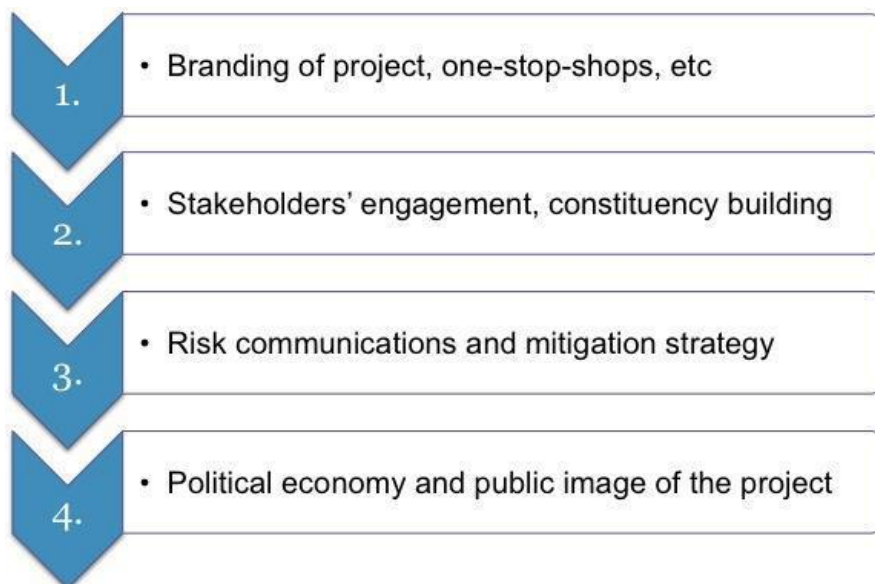 1. • Branding of project, one-stop-shops, etc
2. • Stakeholders’ engagement, constituency building
3. • Risk communications and mitigation strategy
4. • Political economy and public image of the project